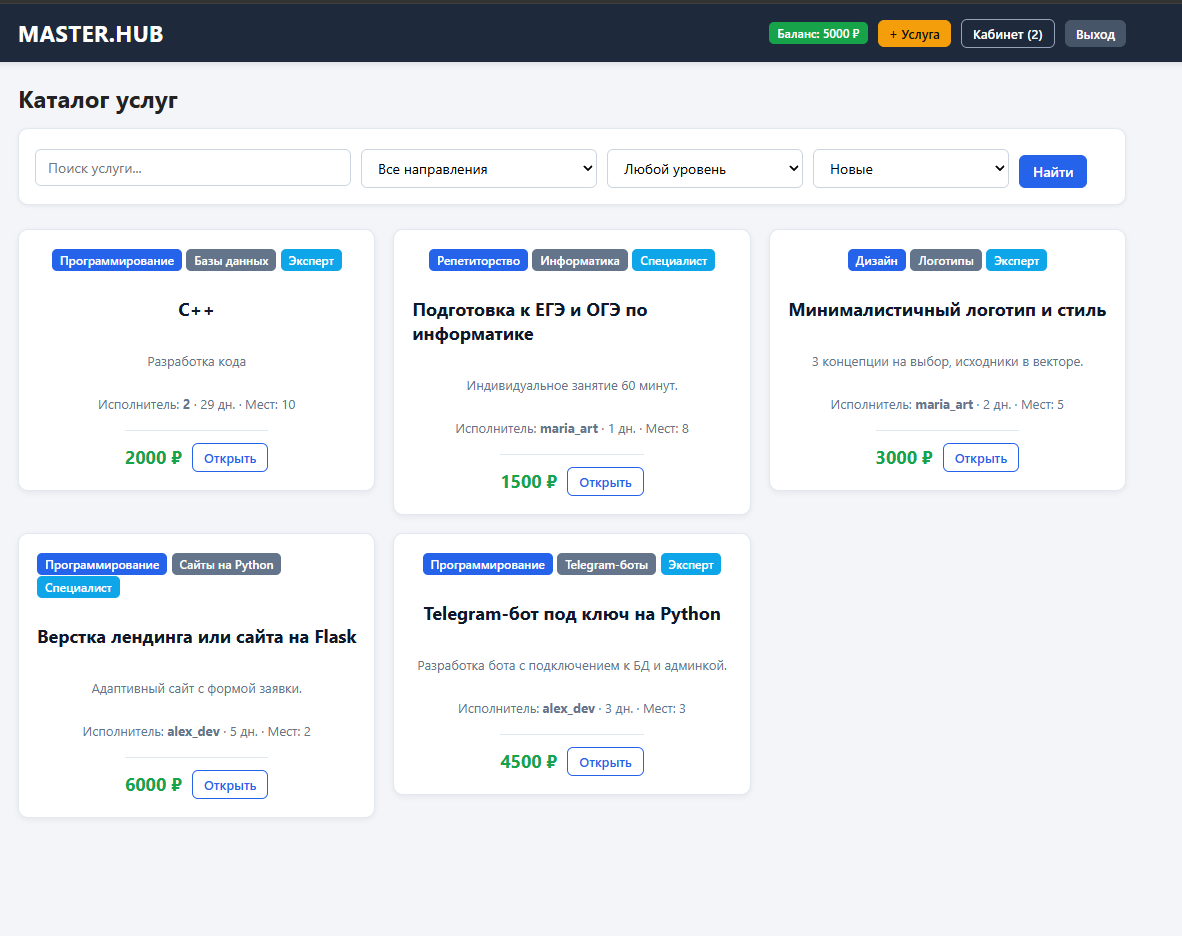 MASTER.HUB
Баланс: 5000 ₽
+ Услуга
Кабинет (2)
Выход
Каталог услуг
Поиск услуги...
Все направления
Любой уровень
Новые
Найти
Программирование Базы данных Эксперт
C++
Разработка кода
Исполнитель: 2 · 29 дн. · Мест: 10
2000 ₽ Открыть
Репетиторство Информатика Специалист
Подготовка к ЕГЭ и ОГЭ по
информатике
Индивидуальное занятие 60 минут.
Исполнитель: maria_art · 1 дн. · Мест: 8
1500 ₽ Открыть
Дизайн Логотипы Эксперт
Минималистичный логотип и стиль
3 концепции на выбор, исходники в векторе.
Исполнитель: maria_art · 2 дн. · Мест: 5
3000 ₽ Открыть
Программирование Сайты на Python
Специалист
Верстка лендинга или сайта на Flask
Адаптивный сайт с формой заявки.
Исполнитель: alex_dev · 5 дн. · Мест: 2
6000 ₽ Открыть
Программирование Telegram-боты Эксперт
Telegram-бот под ключ на Python
Разработка бота с подключением к БД и админкой.
Исполнитель: alex_dev · 3 дн. · Мест: 3
4500 ₽ Открыть